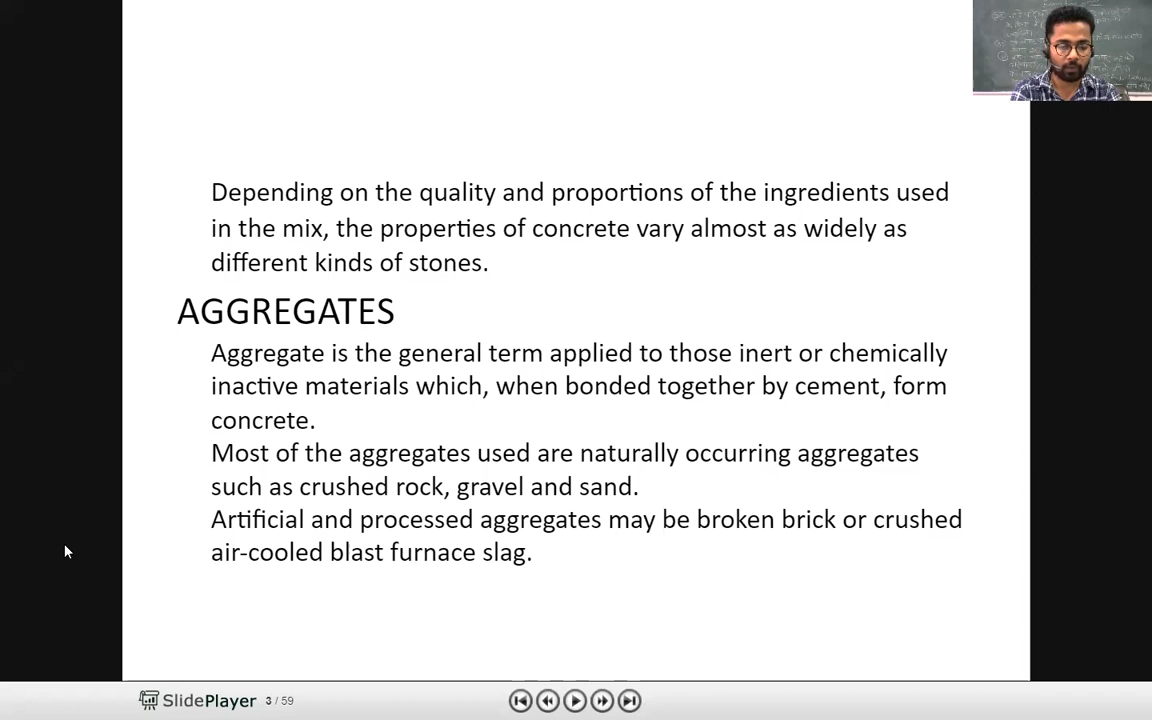 Depending on the quality and proportions of the ingredients used
in the mix, the properties of concrete vary almost as widely as
different kinds of stones.
AGGREGATES
Aggregate is the general term applied to those inert or chemically
inactive materials which, when bonded together by cement, form
concrete.
Most of the aggregates used are naturally occurring aggregates
such as crushed rock, gravel and sand.
Artificial and processed aggregates may be broken brick or crushed
air-cooled blast furnace slag.
SlidePlayer 3 / 59